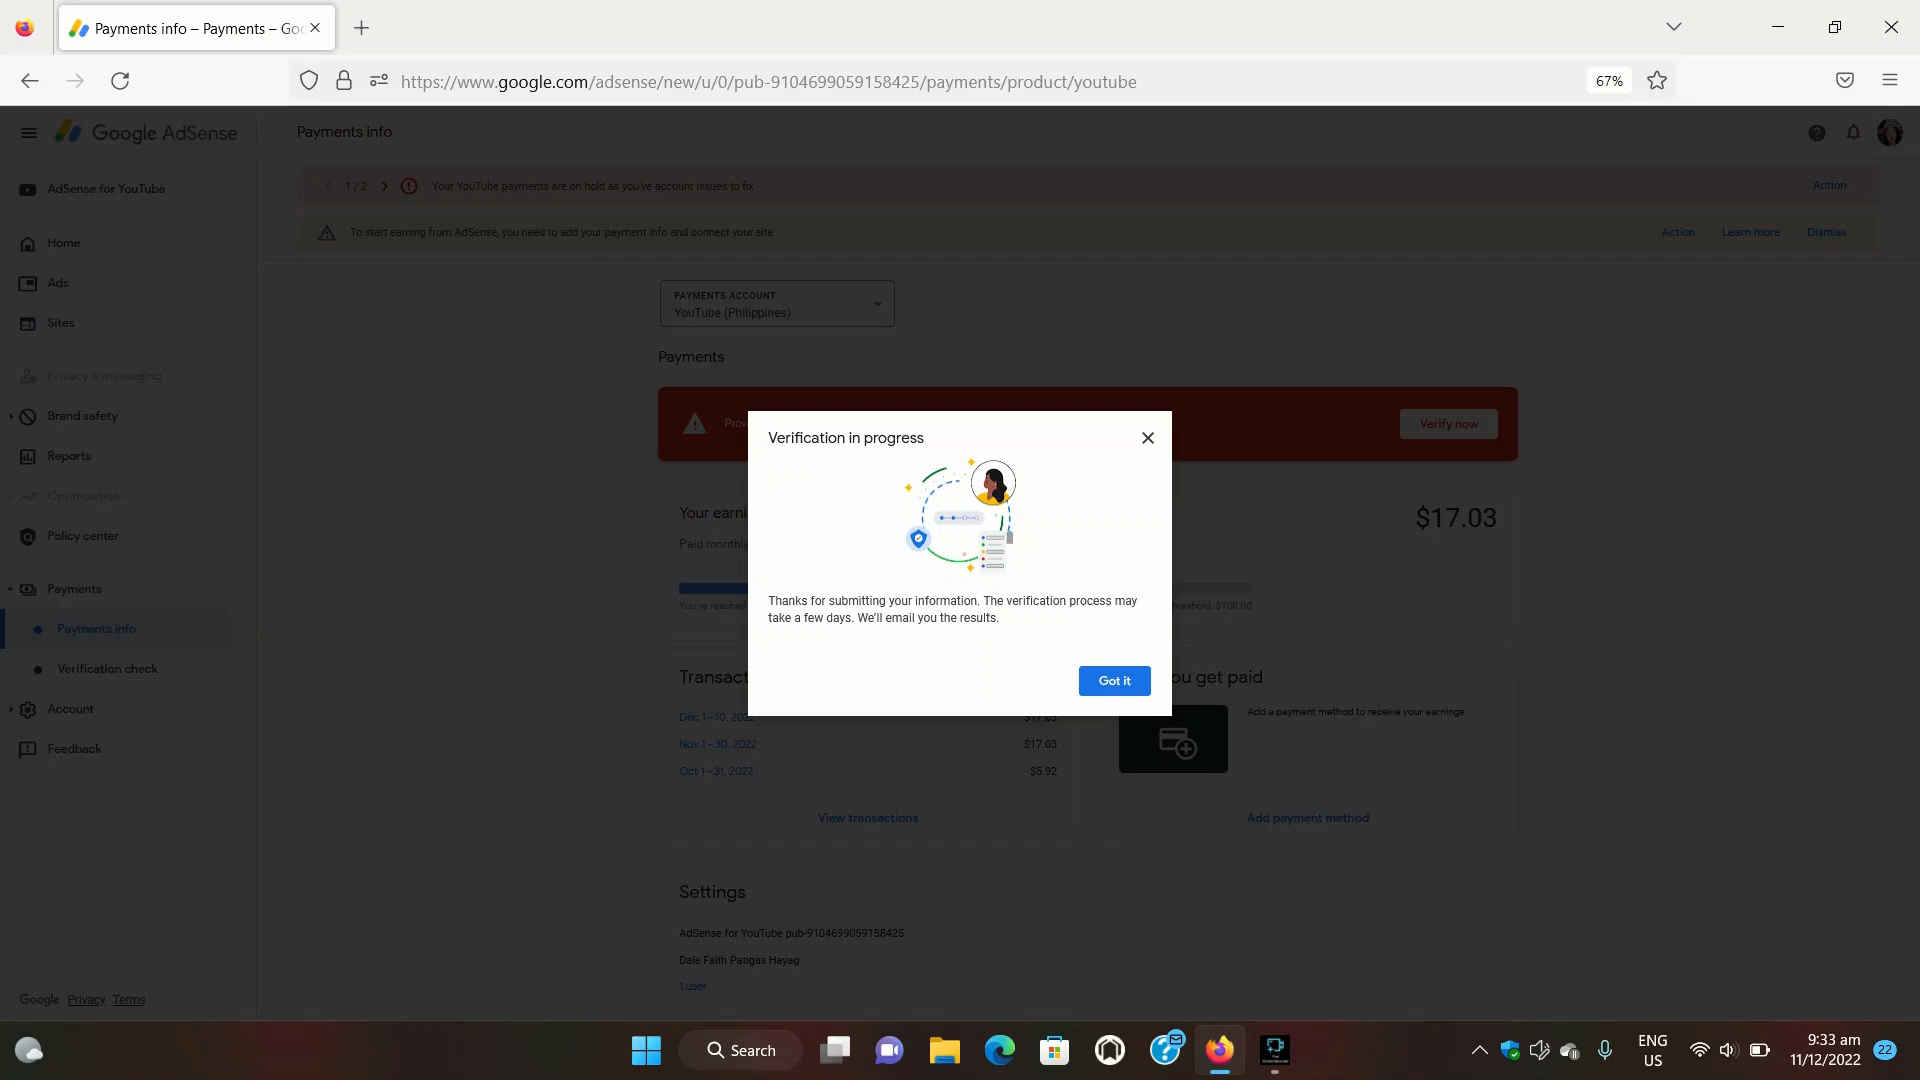 Payments info – Payments – Goo
https://www.google.com/adsense/new/u/0/pub-9104699059158425/payments/product/youtube
67%
Google AdSense
Payments info
AdSense for YouTube
1 / 2
Your YouTube payments are on hold as you've account issues to fix
Action
To start earning from AdSense, you need to add your payment info and connect your site
Action
Learn more
Dismiss
Home
Ads
Sites
Privacy & messaging
Brand safety
Reports
Optimization
Policy center
Payments
Payments info
Verification check
Account
Feedback
Google
Privacy
Terms
PAYMENTS ACCOUNT
YouTube (Philippines)
Payments
Verify now
$17.03
Paid monthly
You've reached
$100.00
Verification in progress
Thanks for submitting your information. The verification process may
take a few days. We'll email you the results.
Got it
you get paid
Dec 1–10, 2022
$17.03
Nov 1–30, 2022
$17.03
Oct 1–31, 2022
$5.92
View transactions
Add a payment method to receive your earnings
Add payment method
Settings
AdSense for YouTube pub-9104699059158425
Dale Faith Patigas Hayag
1 user
Search
ENG
US
9:33 am
11/12/2022
22